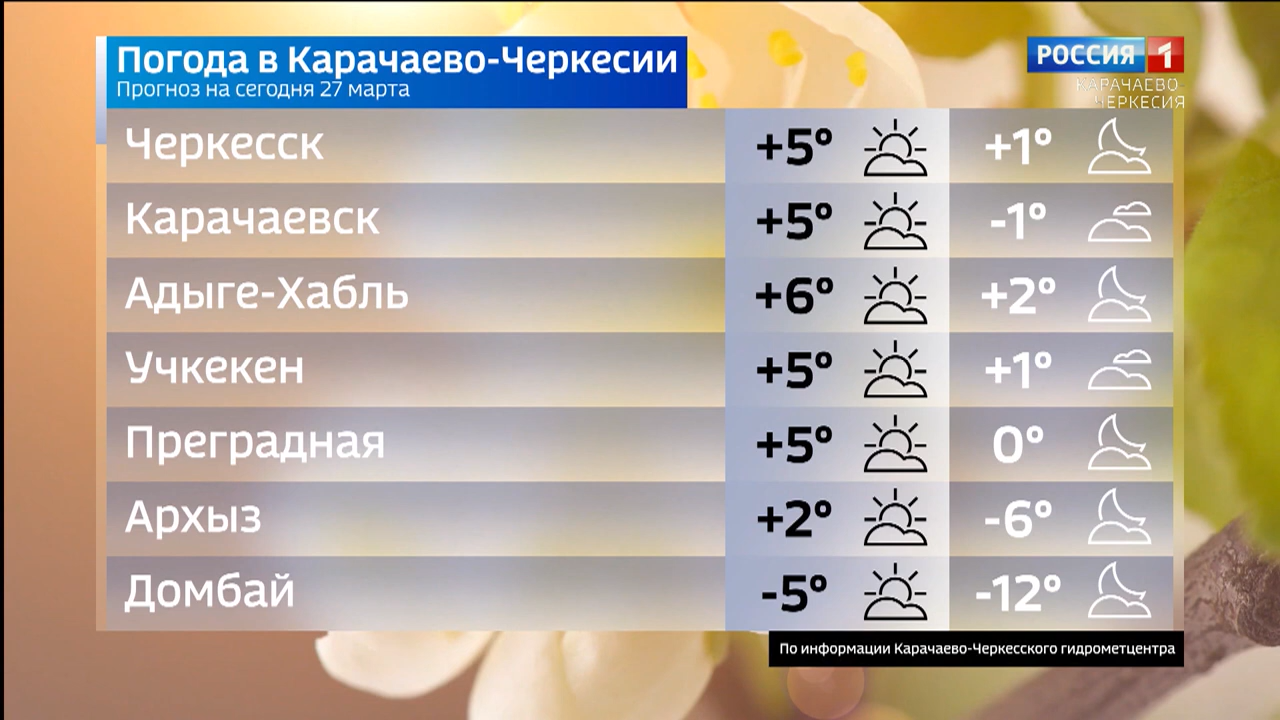 Погода в Карачаево-Черкесии
Прогноз на сегодня 27 марта
РОССИЯ 1
КАРАЧАЕВО-
ЧЕРКЕСИЯ
Черкесск +5° +1°
Карачаевск +5° -1°
Адыге-Хабль +6° +2°
Учкекен +5° +1°
Преградная +5° 0°
Архыз +2° -6°
Домбай -5° -12°
По информации Карачаево-Черкесского гидрометцентра